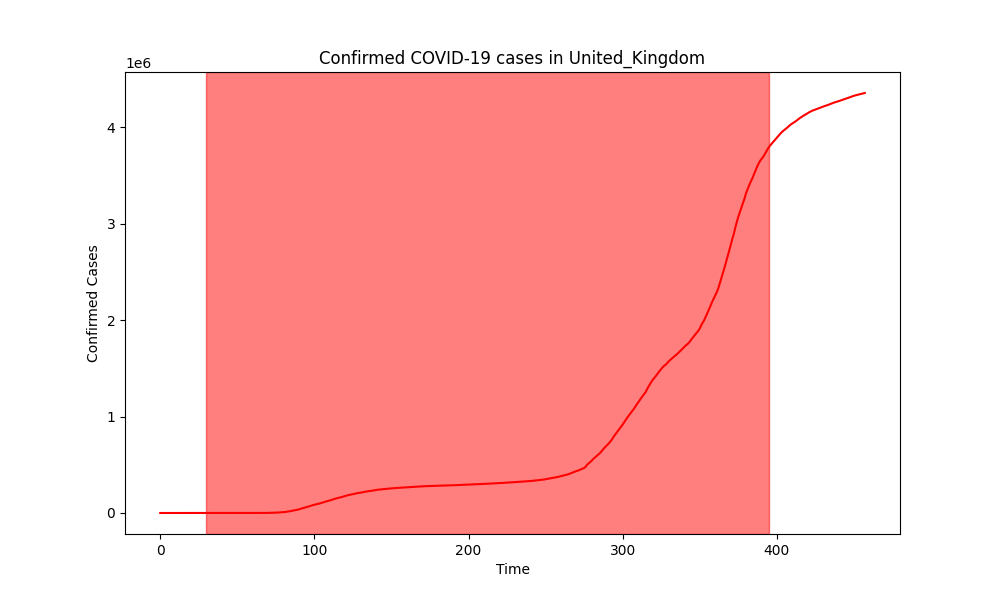 Confirmed COVID-19 cases in United_Kingdom
1e6
4
3
2
1
0
Confirmed Cases
0 100 200 300 400
Time